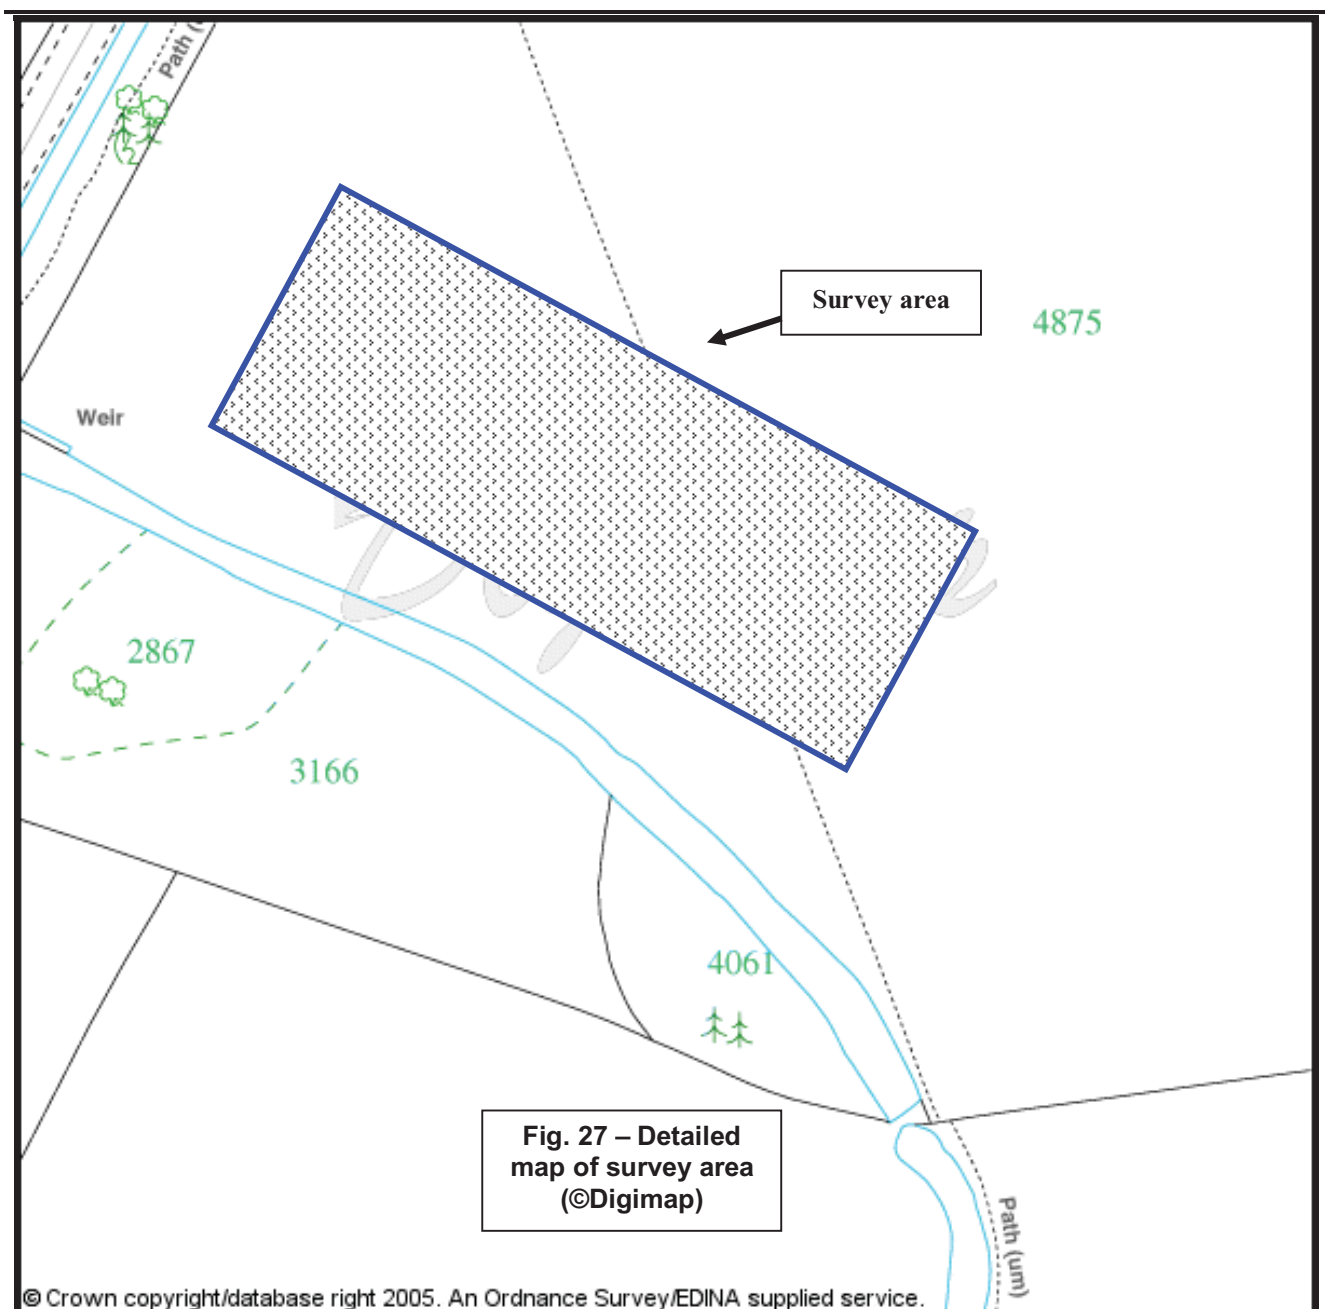 Path (
Survey area
4875
Weir
2867
3166
4061
Fig. 27 – Detailed
map of survey area
(©Digimap)
Path (um)
© Crown copyright/database right 2005. An Ordnance Survey/EDINA supplied service.